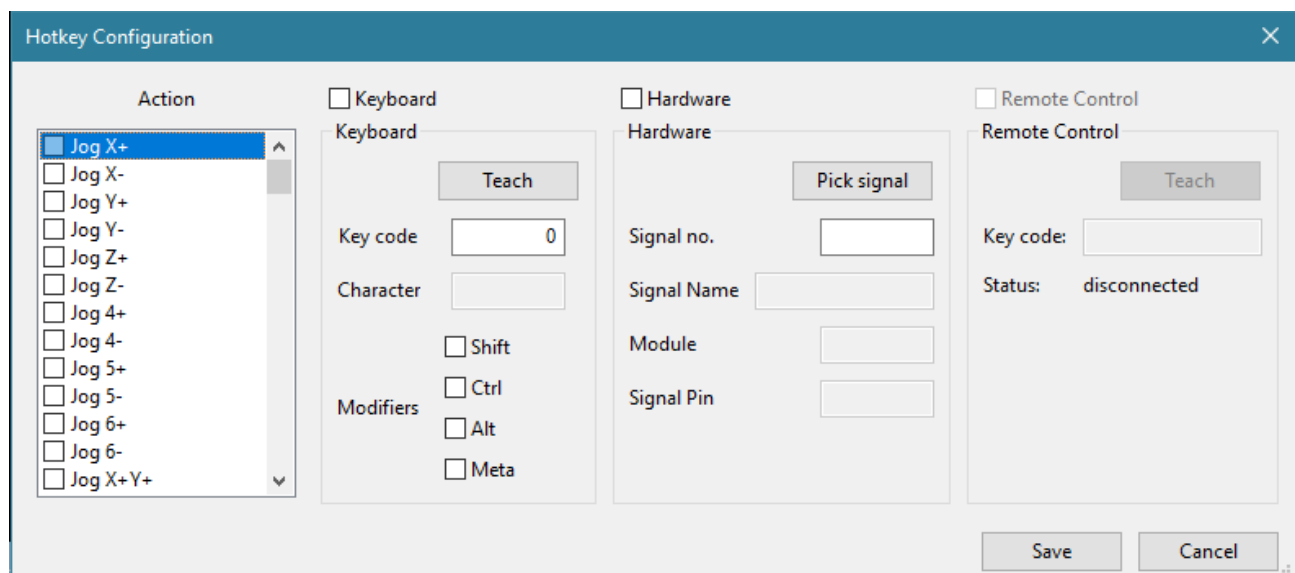 Hotkey Configuration
Action
Keyboard
Hardware
Remote Control
Jog X+
Jog X-
Jog Y+
Jog Y-
Jog Z+
Jog Z-
Jog 4+
Jog 4-
Jog 5+
Jog 5-
Jog 6+
Jog 6-
Jog X+Y+
Keyboard
Teach
Key code 0
Character
Modifiers
Shift
Ctrl
Alt
Meta
Hardware
Pick signal
Signal no.
Signal Name
Module
Signal Pin
Remote Control
Teach
Key code:
Status: disconnected
Save
Cancel